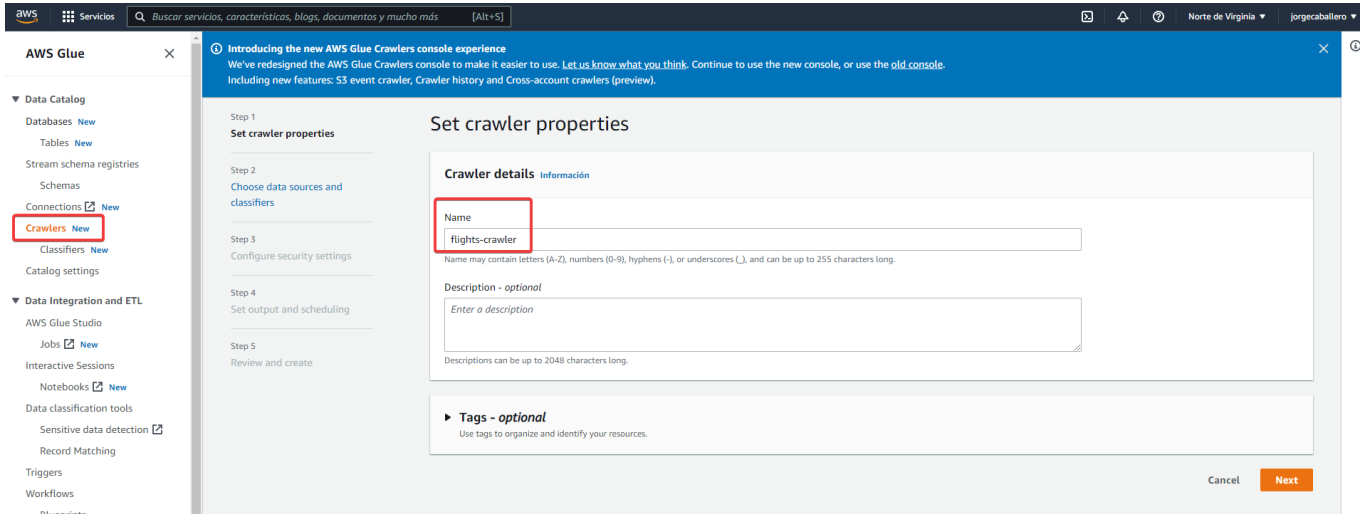 aws
Servicios
Buscar servicios, características, blogs, documentos y mucho más [Alt+S]
Norte de Virginia ▼
jorgecaballero ▼
AWS Glue
▼ Data Catalog
Databases New
Tables New
Stream schema registries
Schemas
Connections New
Crawlers New
Classifiers New
Catalog settings
▼ Data Integration and ETL
AWS Glue Studio
Jobs New
Interactive Sessions
Notebooks New
Data classification tools
Sensitive data detection
Record Matching
Triggers
Workflows
Introducing the new AWS Glue Crawlers console experience
We've redesigned the AWS Glue Crawlers console to make it easier to use. Let us know what you think. Continue to use the new console, or use the old console.
Including new features: S3 event crawler, Crawler history and Cross-account crawlers (preview).
Step 1
Set crawler properties
Step 2
Choose data sources and
classifiers
Step 3
Configure security settings
Step 4
Set output and scheduling
Step 5
Review and create
Set crawler properties
Crawler details Información
Name
flights-crawler
Name may contain letters (A-Z), numbers (0-9), hyphens (-), or underscores (_), and can be up to 255 characters long.
Description - optional
Enter a description
Descriptions can be up to 2048 characters long.
▶ Tags - optional
Use tags to organize and identify your resources.
Cancel
Next